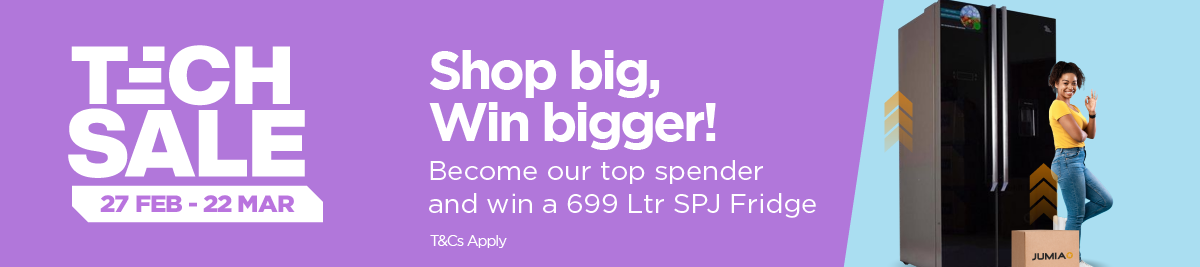 TECH
SALE
27 FEB - 22 MAR
Shop big,
Win bigger!
Become our top spender
and win a 699 Ltr SPJ Fridge
T&Cs Apply
JUMIA